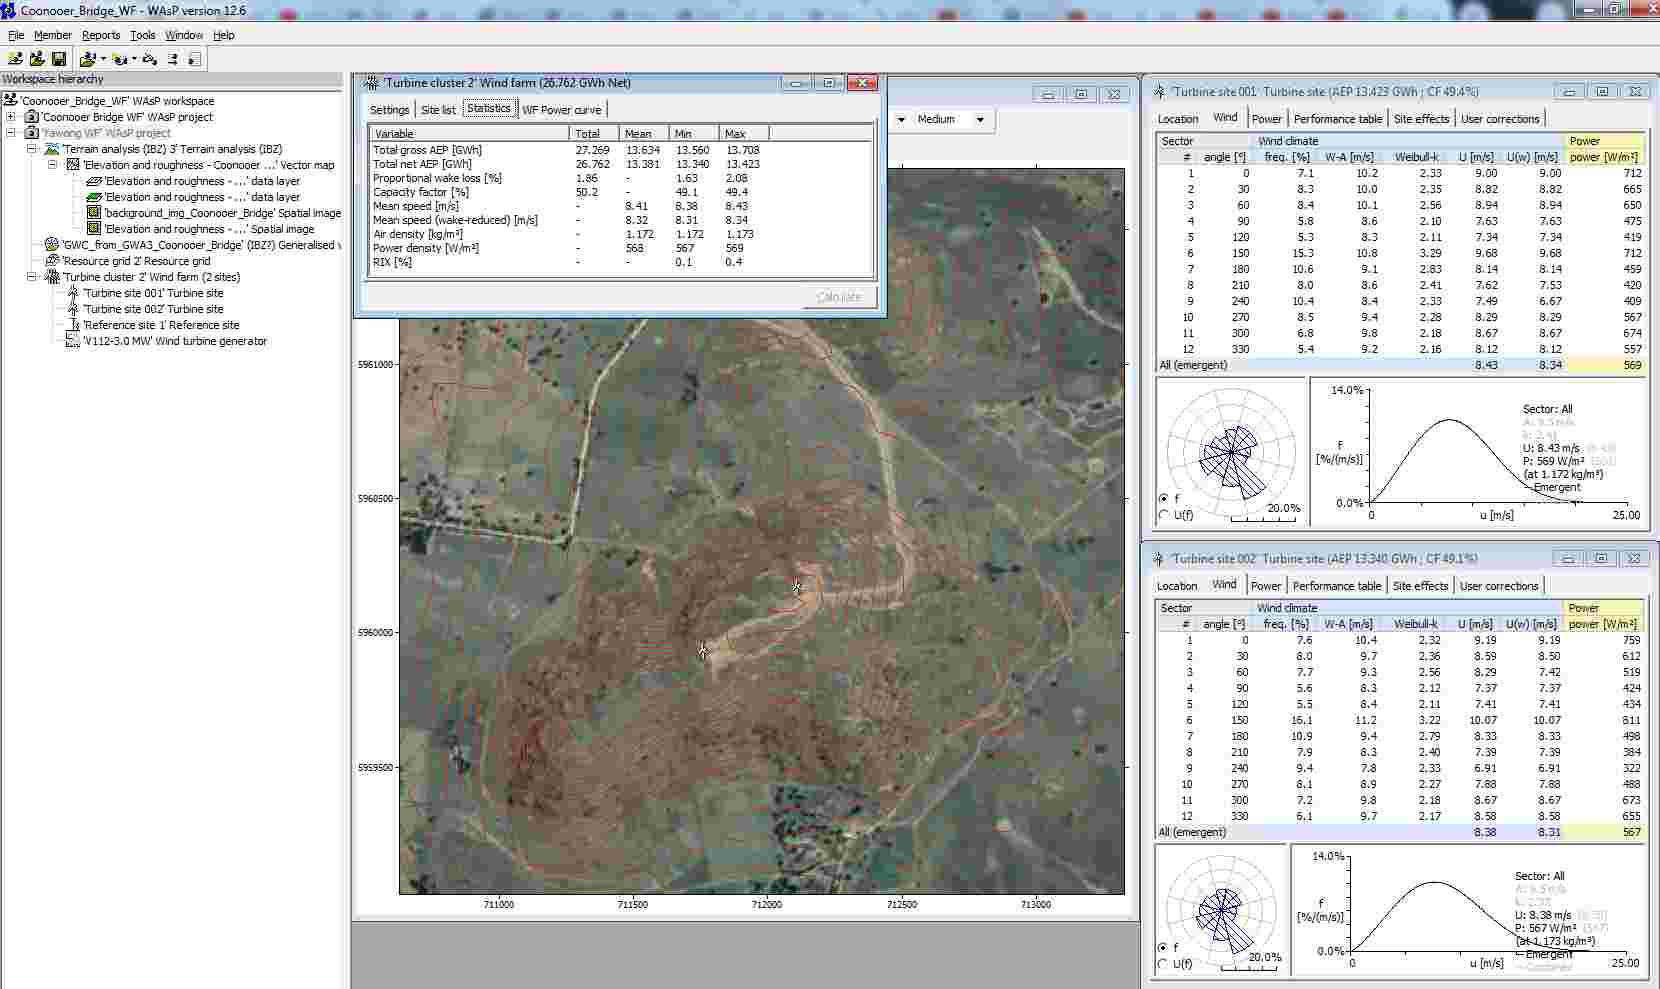 Coonooer_Bridge_WF - WAsP version 12.6
File Member Reports Tools Window Help
Workspace hierarchy
'Coonooer_Bridge_WF' WAsP workspace
'Coonooer Bridge WF' WAsP project
'Yawong WF' WAsP project
'Terrain analysis (IBZ) 3' Terrain analysis (IBZ)
'Elevation and roughness - Coonooer ...' Vector map
'Elevation and roughness - ...' data layer
'Elevation and roughness - ...' data layer
'background_img_Coonooer_Bridge' Spatial image
'Elevation and roughness - ...' Spatial image
'GWC_from_GWA3_Coonooer_Bridge' (IBZ?) Generalised
'Resource grid 2' Resource grid
'Turbine cluster 2' Wind farm (2 sites)
'Turbine site 001' Turbine site
'Turbine site 002' Turbine site
'Reference site 1' Reference site
'V112-3.0 MW' Wind turbine generator
'Turbine cluster 2' Wind farm (26.762 GWh Net)
Settings Site list Statistics WF Power curve
Variable Total Mean Min Max
Total gross AEP [GWh] 27.269 13.634 13.560 13.708
Total net AEP [GWh] 26.762 13.381 13.340 13.423
Proportional wake loss [%] 1.86 - 1.63 2.08
Capacity factor [%] 50.2 - 49.1 49.4
Mean speed [m/s] - 8.41 8.38 8.43
Mean speed (wake-reduced) [m/s] - 8.32 8.31 8.34
Air density [kg/m³] - 1.172 1.172 1.173
Power density [W/m²] - 568 567 569
RIX [%] - - 0.1 0.4
Calculate
Medium
5961000
5960500
5960000
5959500
711000 711500 712000 712500 713000
'Turbine site 001' Turbine site (AEP 13.423 GWh ; CF 49.4%)
Location Wind Power Performance table Site effects User corrections
Sector Wind climate Power
# angle [°] freq. [%] W-A [m/s] Weibull-k U [m/s] U(w) [m/s] power [W/m²]
1 0 7.1 10.2 2.33 9.00 9.00 712
2 30 8.3 10.0 2.35 8.82 8.82 665
3 60 8.4 10.1 2.56 8.94 8.94 650
4 90 5.8 8.6 2.10 7.63 7.63 475
5 120 5.3 8.3 2.11 7.34 7.34 419
6 150 15.3 10.8 3.29 9.68 9.68 712
7 180 10.6 9.1 2.83 8.14 8.14 459
8 210 8.0 8.6 2.41 7.62 7.53 420
9 240 10.4 8.4 2.33 7.49 6.67 409
10 270 8.5 9.4 2.28 8.29 8.29 567
11 300 6.8 9.8 2.18 8.67 8.67 674
12 330 5.4 9.2 2.16 8.12 8.12 557
All (emergent) 8.43 8.34 569
f
U(f)
20.0%
14.0%
f
[%/(m/s)]
0.0%
0 u [m/s] 25.00
Sector: All
U: 8.43 m/s
P: 569 W/m²
(at 1.172 kg/m³)
Emergent
'Turbine site 002' Turbine site (AEP 13.340 GWh ; CF 49.1%)
Location Wind Power Performance table Site effects User corrections
Sector Wind climate Power
# angle [°] freq. [%] W-A [m/s] Weibull-k U [m/s] U(w) [m/s] power [W/m²]
1 0 7.6 10.4 2.32 9.19 9.19 759
2 30 8.0 9.7 2.36 8.59 8.50 612
3 60 7.7 9.3 2.56 8.29 7.42 519
4 90 5.6 8.3 2.12 7.37 7.37 424
5 120 5.5 8.4 2.11 7.41 7.41 434
6 150 16.1 11.2 3.22 10.07 10.07 811
7 180 10.9 9.4 2.79 8.33 8.33 498
8 210 7.9 8.3 2.40 7.39 7.39 384
9 240 9.4 7.8 2.33 6.91 6.91 322
10 270 8.1 8.9 2.27 7.88 7.88 488
11 300 7.2 9.8 2.18 8.67 8.67 673
12 330 6.1 9.7 2.17 8.58 8.58 655
All (emergent) 8.38 8.31 567
f
U(f)
20.0%
14.0%
f
[%/(m/s)]
0.0%
0 u [m/s] 25.00
Sector: All
U: 8.38 m/s
P: 567 W/m²
(at 1.173 kg/m³)
Emergent
Combined